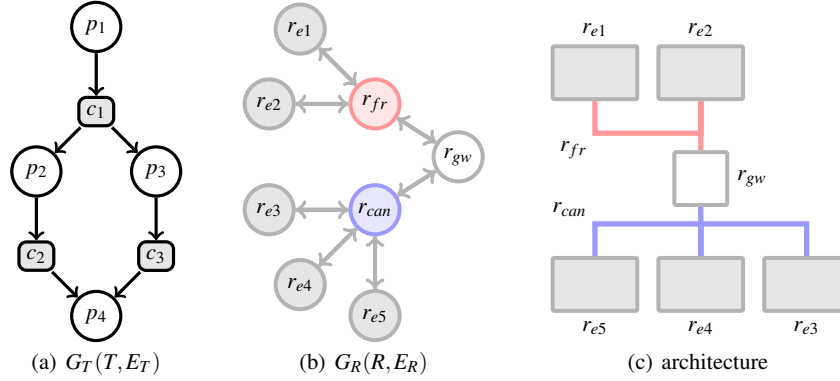 p1
c1
p2
p3
c2
c3
p4
(a) GT(T,ET)
re1
re2
rfr
rgw
re3
rcan
re4
re5
(b) GR(R,ER)
re1 re2
rfr
rgw
rcan
re5 re4 re3
(c) architecture